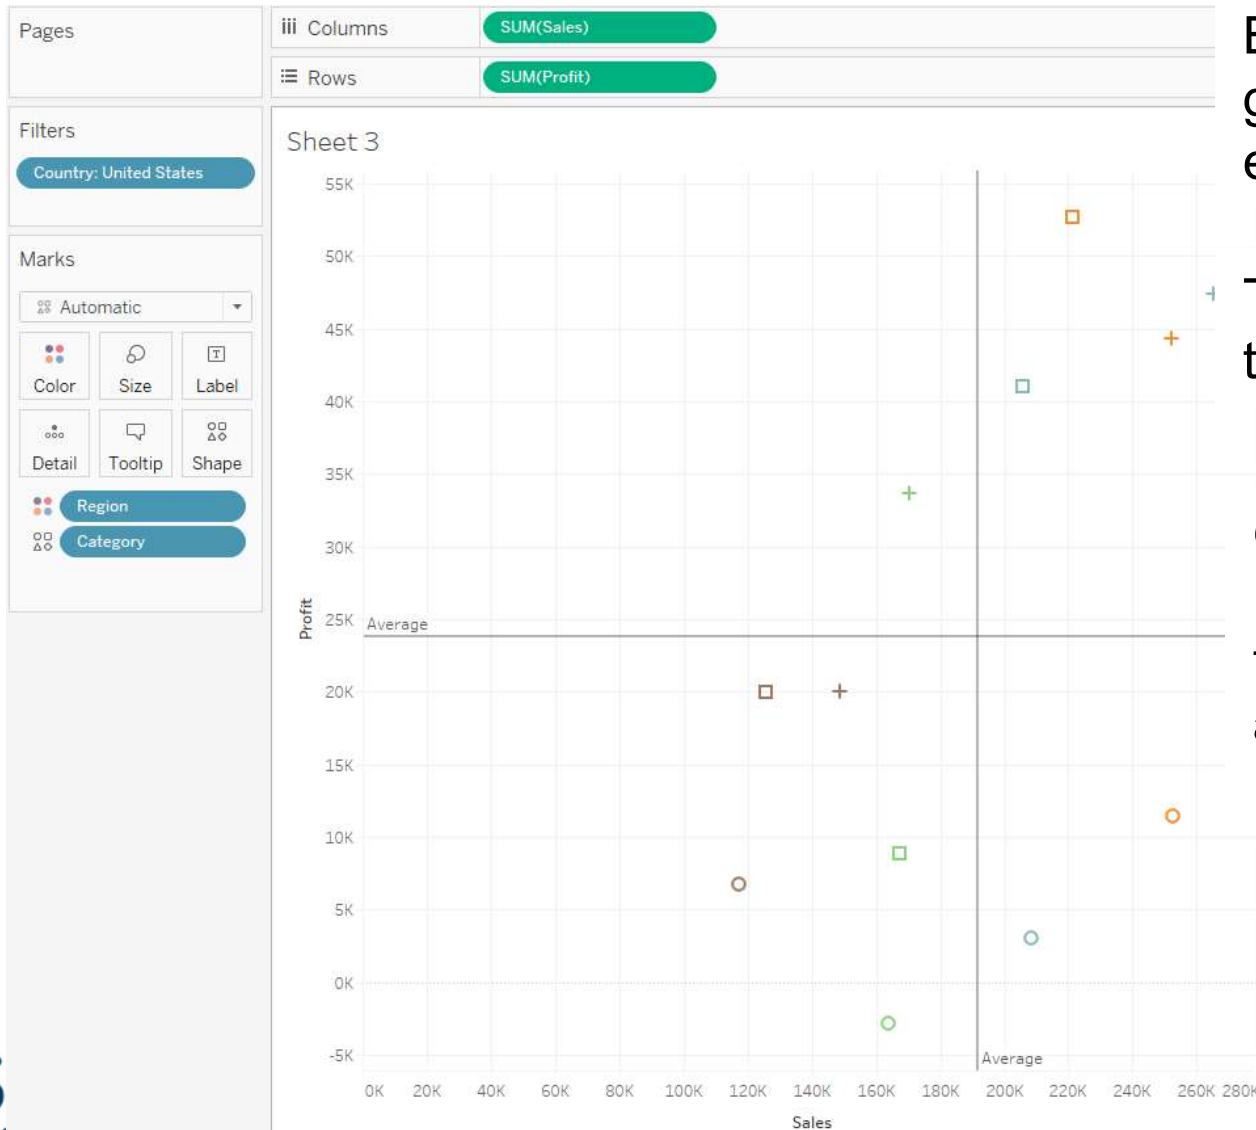 Pages
Columns
SUM(Sales)
Rows
SUM(Profit)
Filters
Country: United States
Marks
Automatic
Color
Size
Label
Detail
Tooltip
Shape
Region
Category
Sheet 3
55K
50K
45K
40K
35K
30K
25K
20K
15K
10K
5K
0K
-5K
Profit
Average
Average
0K 20K 40K 60K 80K 100K 120K 140K 160K 180K 200K 220K 240K 260K 280K
Sales